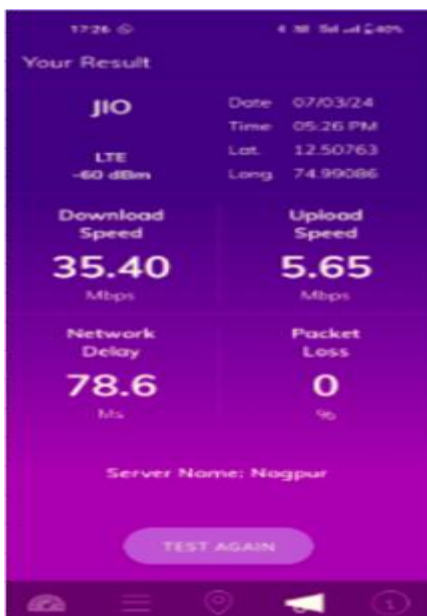 17:26
40%
Your Result
JIO
LTE
-60 dBm
Date 07/03/24
Time 05:26 PM
Lat. 12.50763
Long 74.99086
Download
Speed
35.40
Mbps
Upload
Speed
5.65
Mbps
Network
Delay
78.6
Ms
Packet
Loss
0
%
Server Name: Nagpur
TEST AGAIN